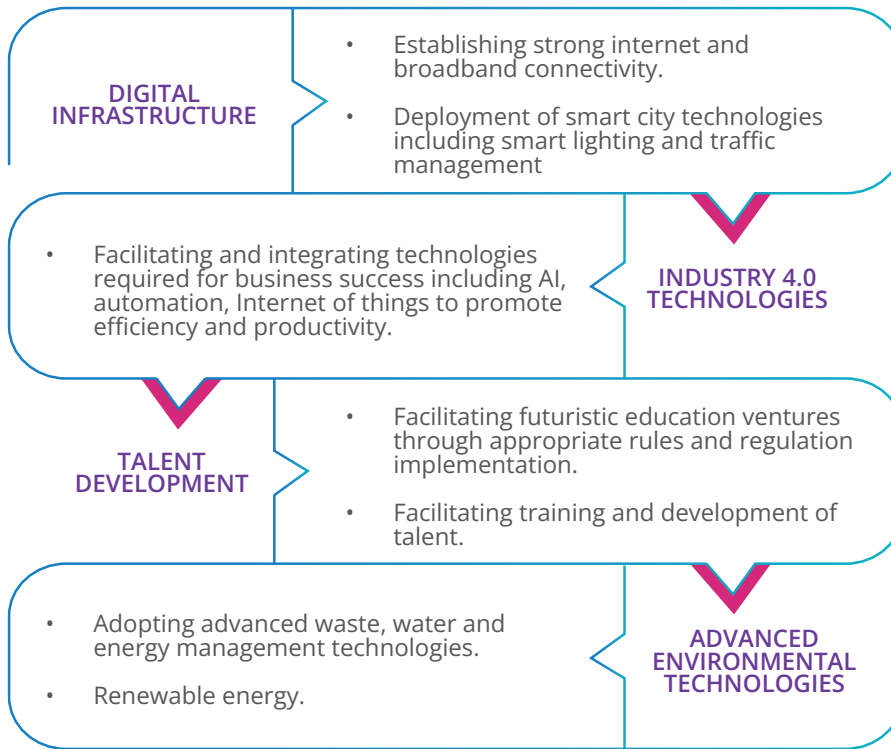 DIGITAL
INFRASTRUCTURE
• Establishing strong internet and
broadband connectivity.
• Deployment of smart city technologies
including smart lighting and traffic
management
INDUSTRY 4.0
TECHNOLOGIES
• Facilitating and integrating technologies
required for business success including AI,
automation, Internet of things to promote
efficiency and productivity.
TALENT
DEVELOPMENT
• Facilitating futuristic education ventures
through appropriate rules and regulation
implementation.
• Facilitating training and development of
talent.
ADVANCED
ENVIRONMENTAL
TECHNOLOGIES
• Adopting advanced waste, water and
energy management technologies.
• Renewable energy.